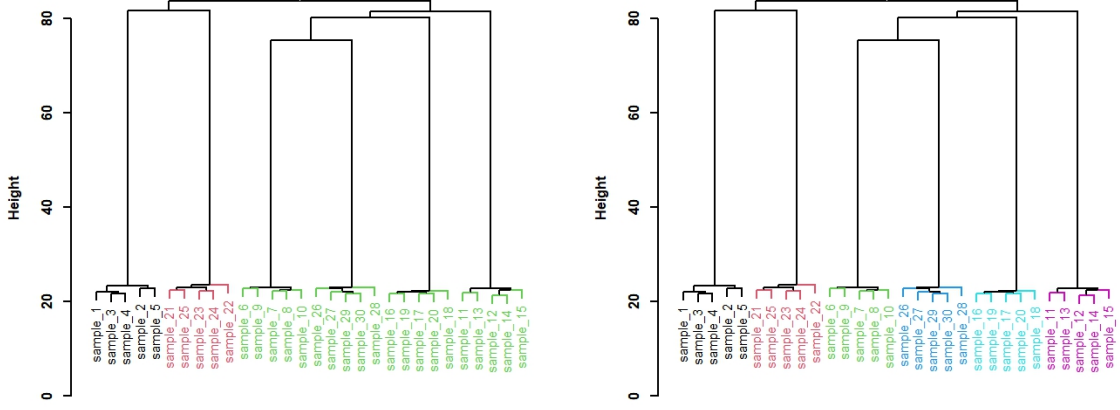 80
60
40
20
0
Height
sample_1
sample_3
sample_4
sample_2
sample_5
sample_21
sample_25
sample_23
sample_24
sample_22
sample_6
sample_9
sample_7
sample_8
sample_10
sample_26
sample_27
sample_29
sample_30
sample_28
sample_16
sample_19
sample_17
sample_20
sample_18
sample_11
sample_13
sample_12
sample_14
sample_15
80
60
40
20
0
Height
sample_1
sample_3
sample_4
sample_2
sample_5
sample_21
sample_25
sample_23
sample_24
sample_22
sample_6
sample_9
sample_7
sample_8
sample_10
sample_26
sample_27
sample_29
sample_30
sample_28
sample_16
sample_19
sample_17
sample_20
sample_18
sample_11
sample_13
sample_12
sample_14
sample_15